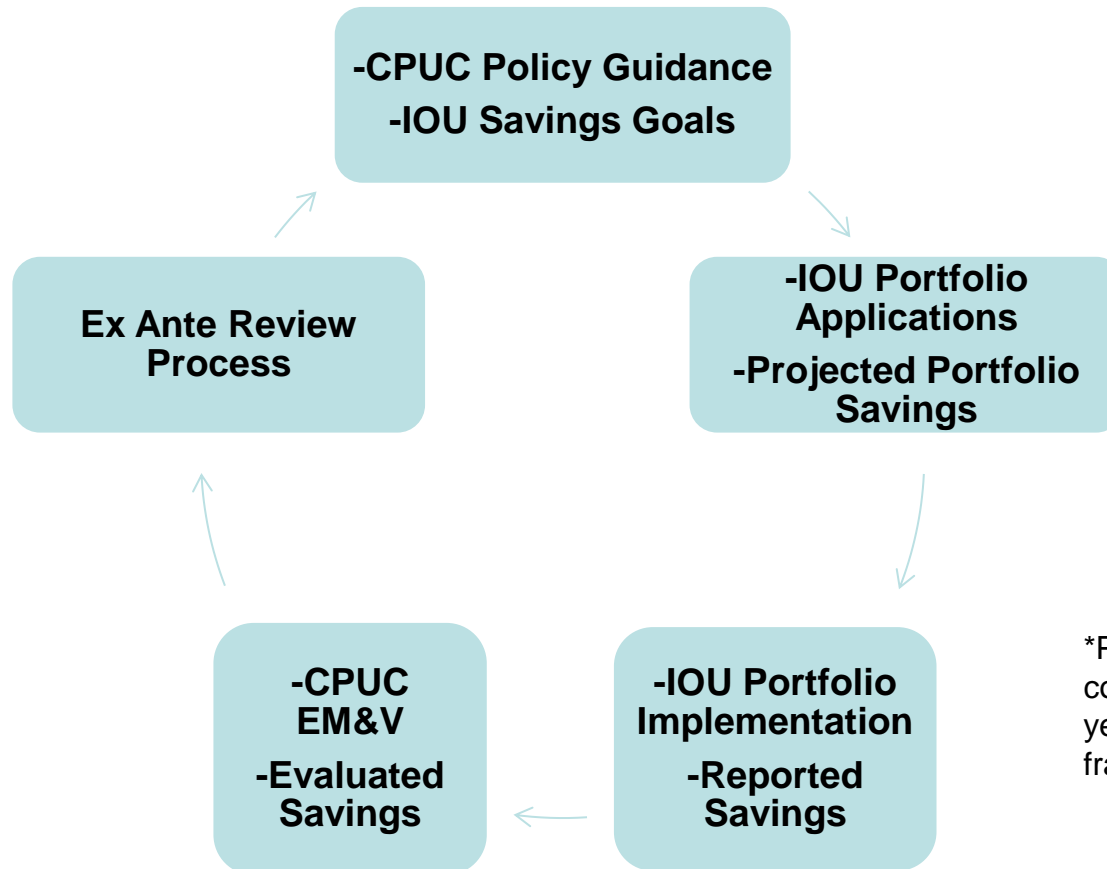 -CPUC Policy Guidance
-IOU Savings Goals
-IOU Portfolio
Applications
-Projected Portfolio
Savings
Ex Ante Review
Process
-CPUC
EM&V
-Evaluated
Savings
-IOU Portfolio
Implementation
-Reported
Savings